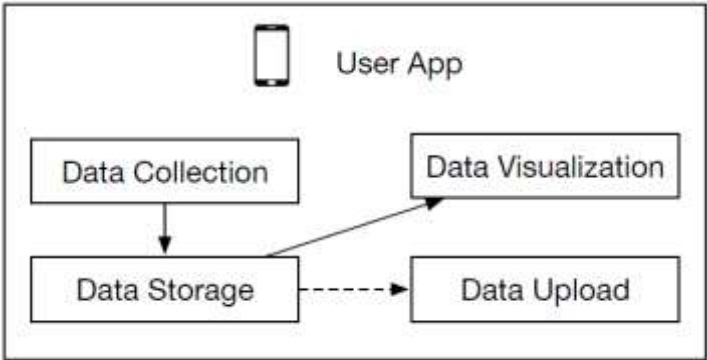 User App
Data Collection
Data Visualization
Data Storage
Data Upload